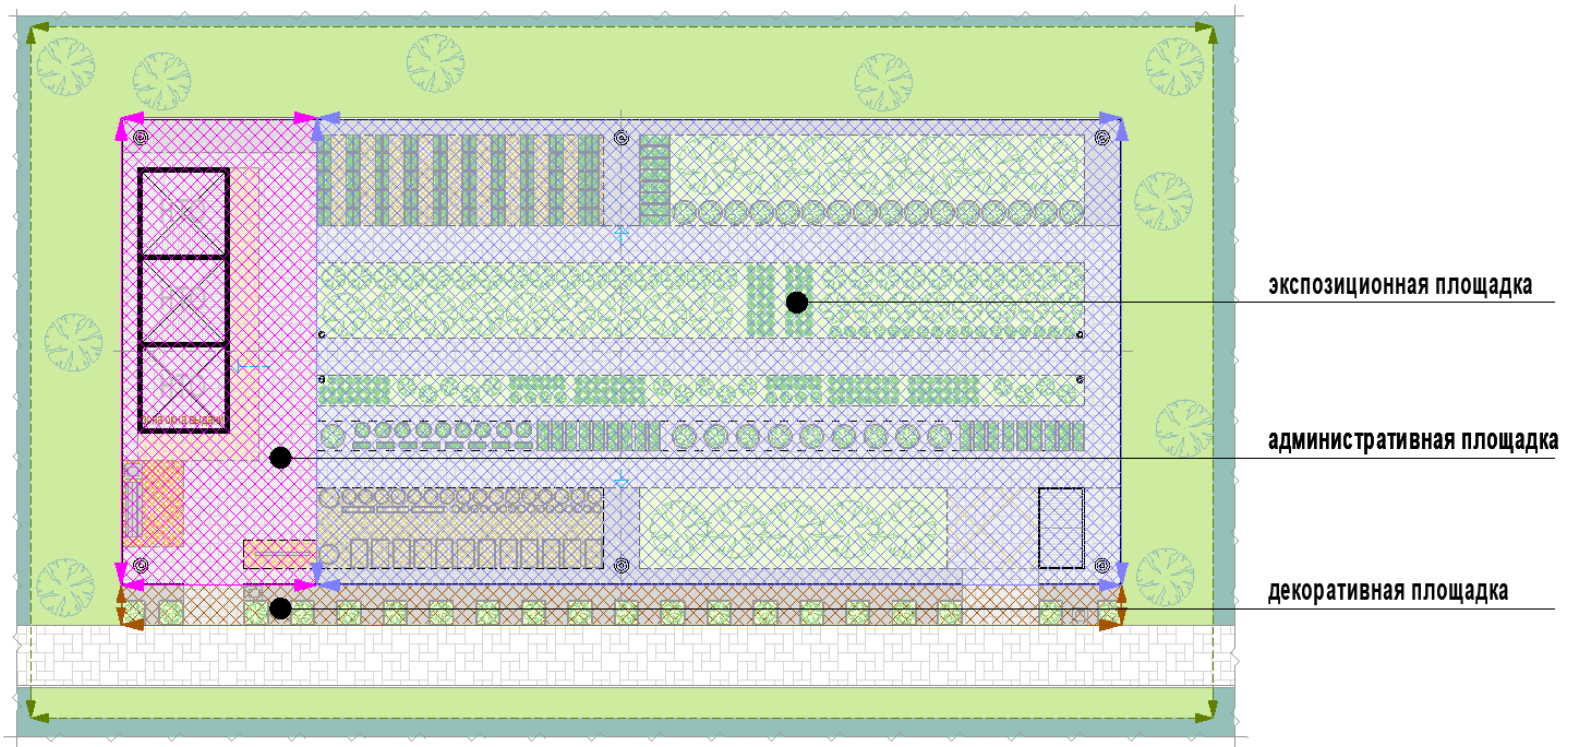 экспозиционная площадка
административная площадка
декоративная площадка